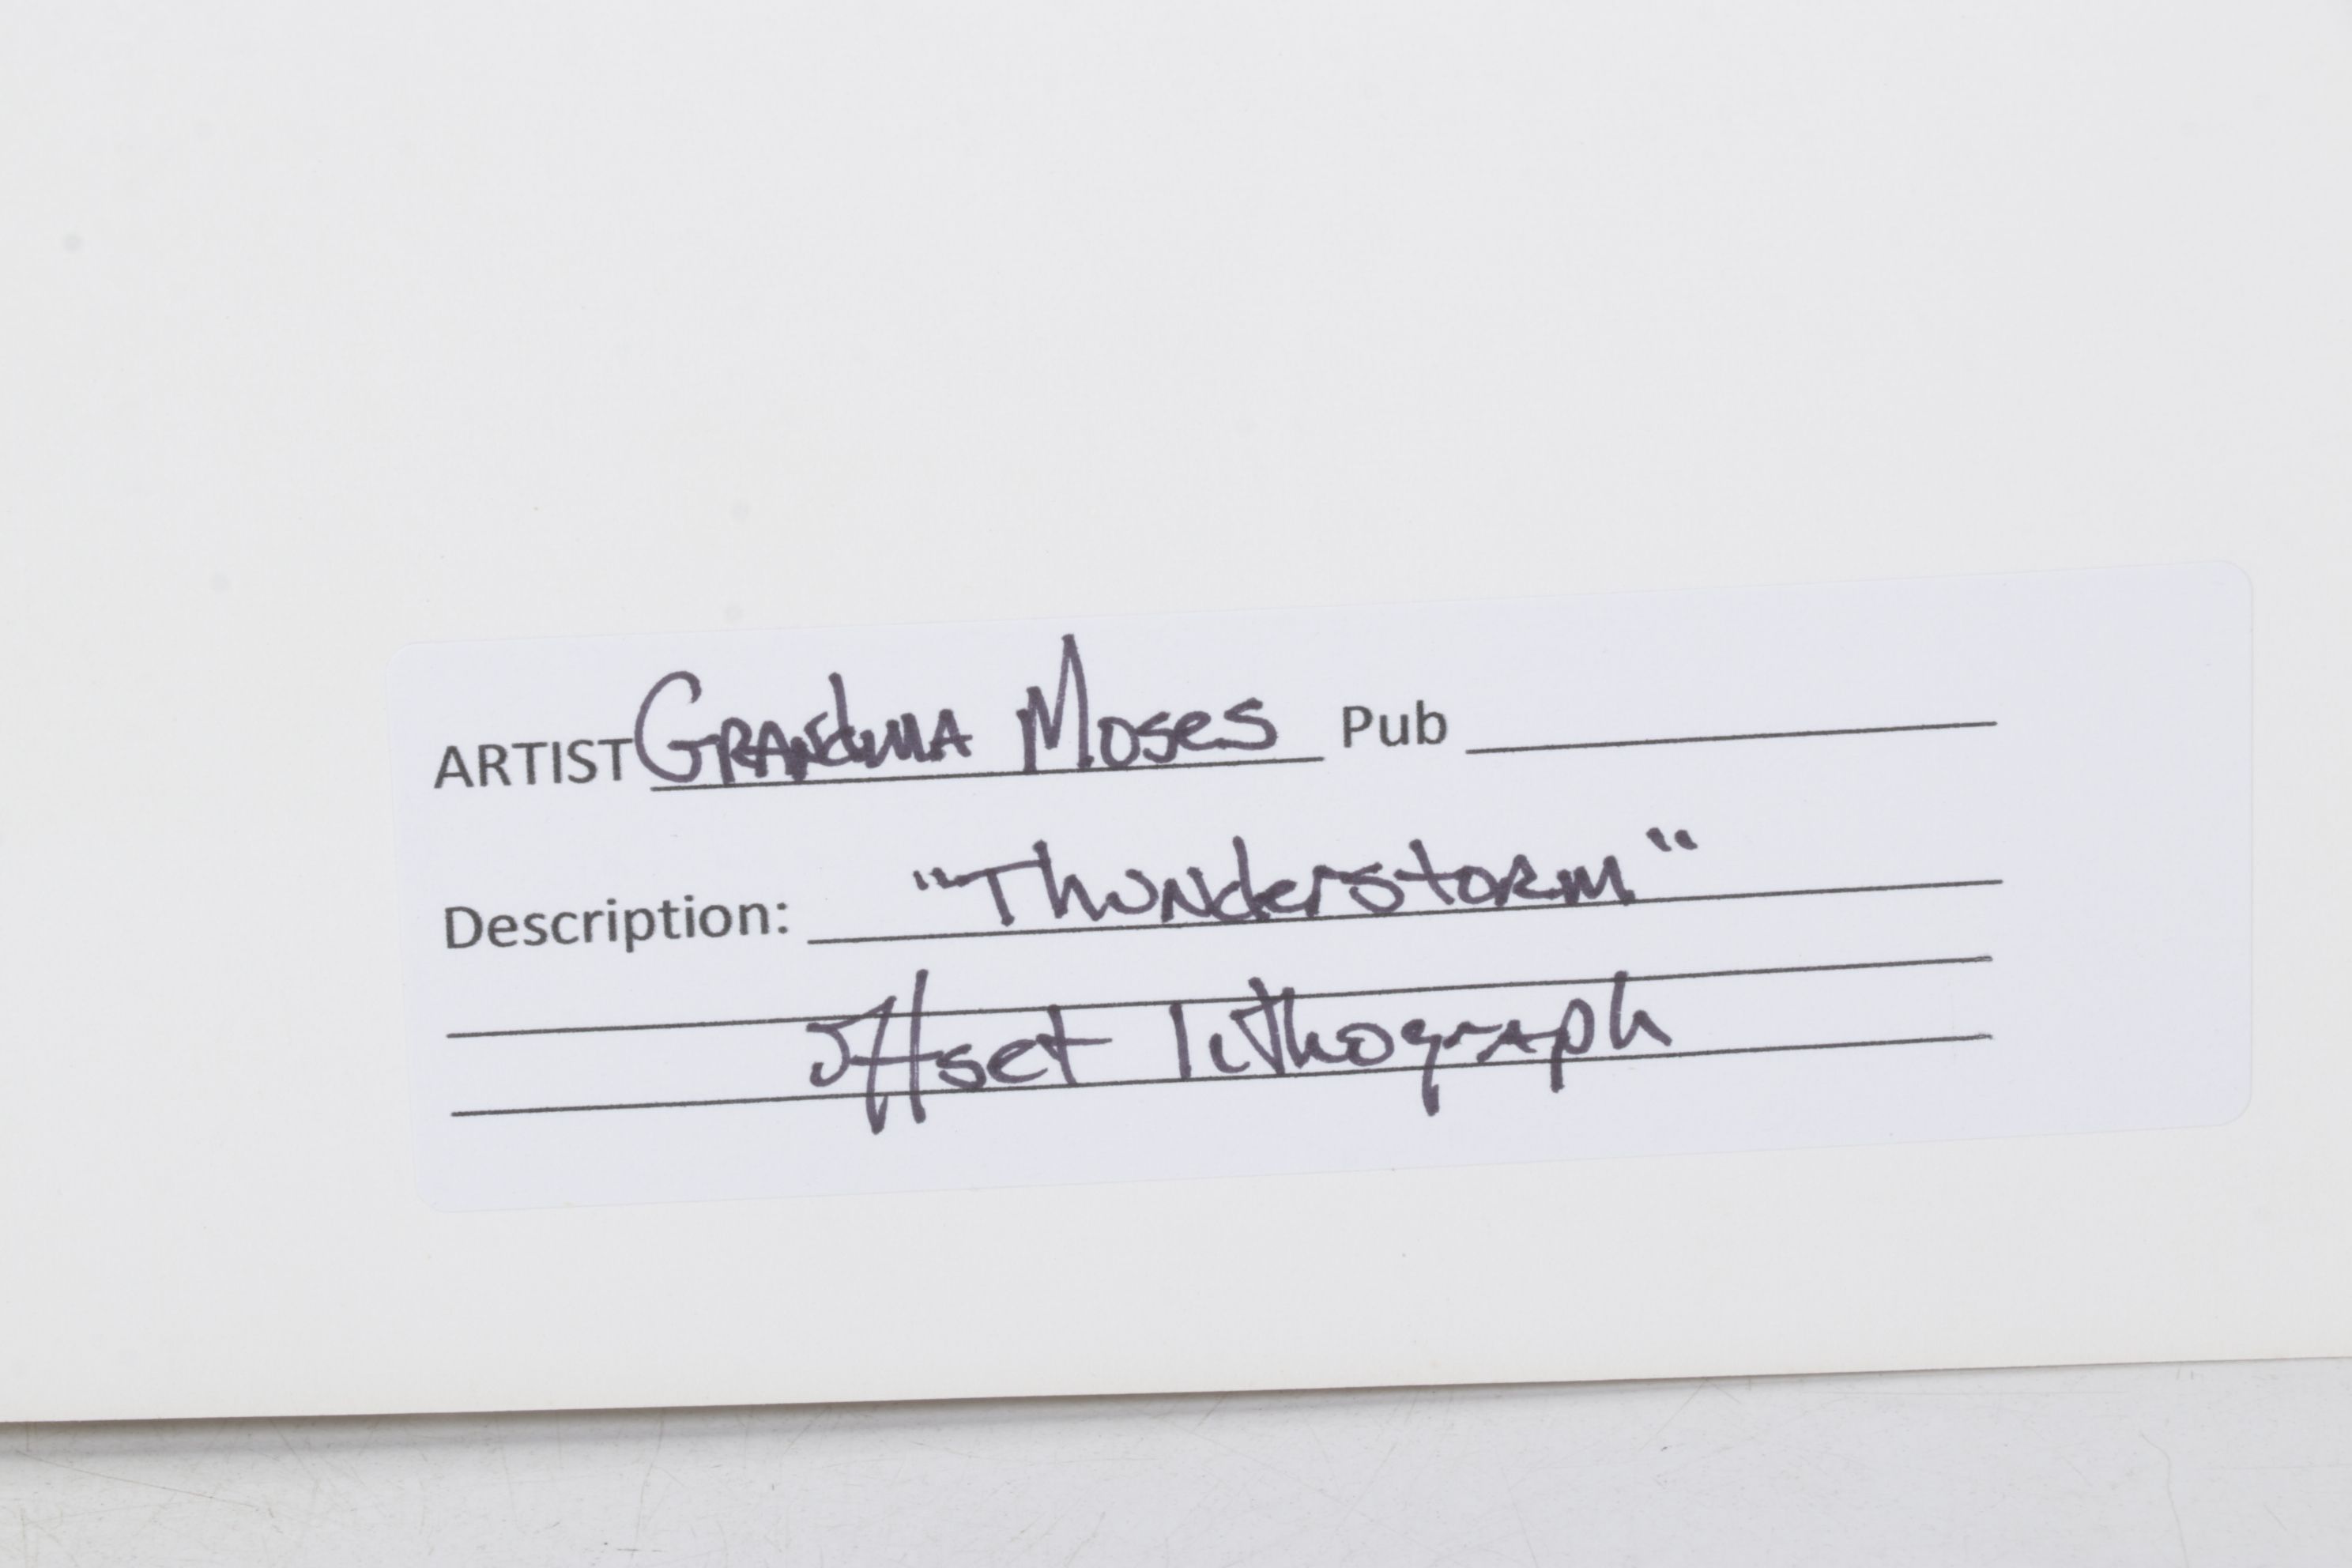 ARTIST Grandma Moses Pub
Description: "Thunderstorm"
offset lithograph